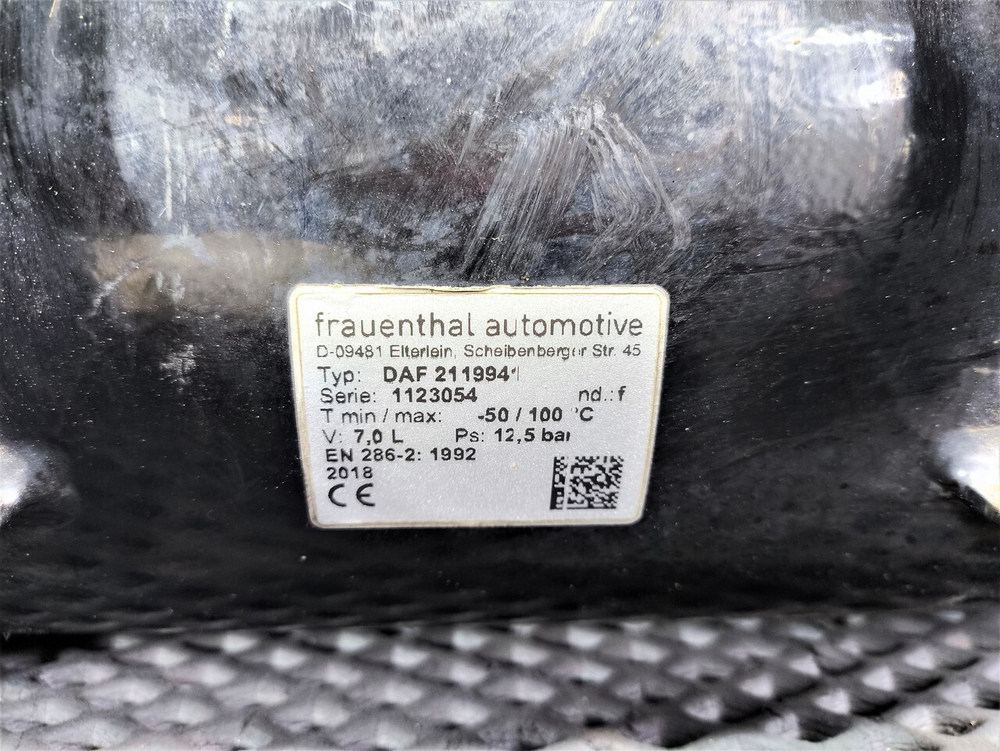 frauenthal automotive
D-09481 Elterlein, Scheibenberger Str. 45
Typ: DAF 2119941
Serie: 1123054 nd.: f
T min / max: -50 / 100 °C
V: 7,0 L Ps: 12,5 bar
EN 286-2: 1992
2018
CE